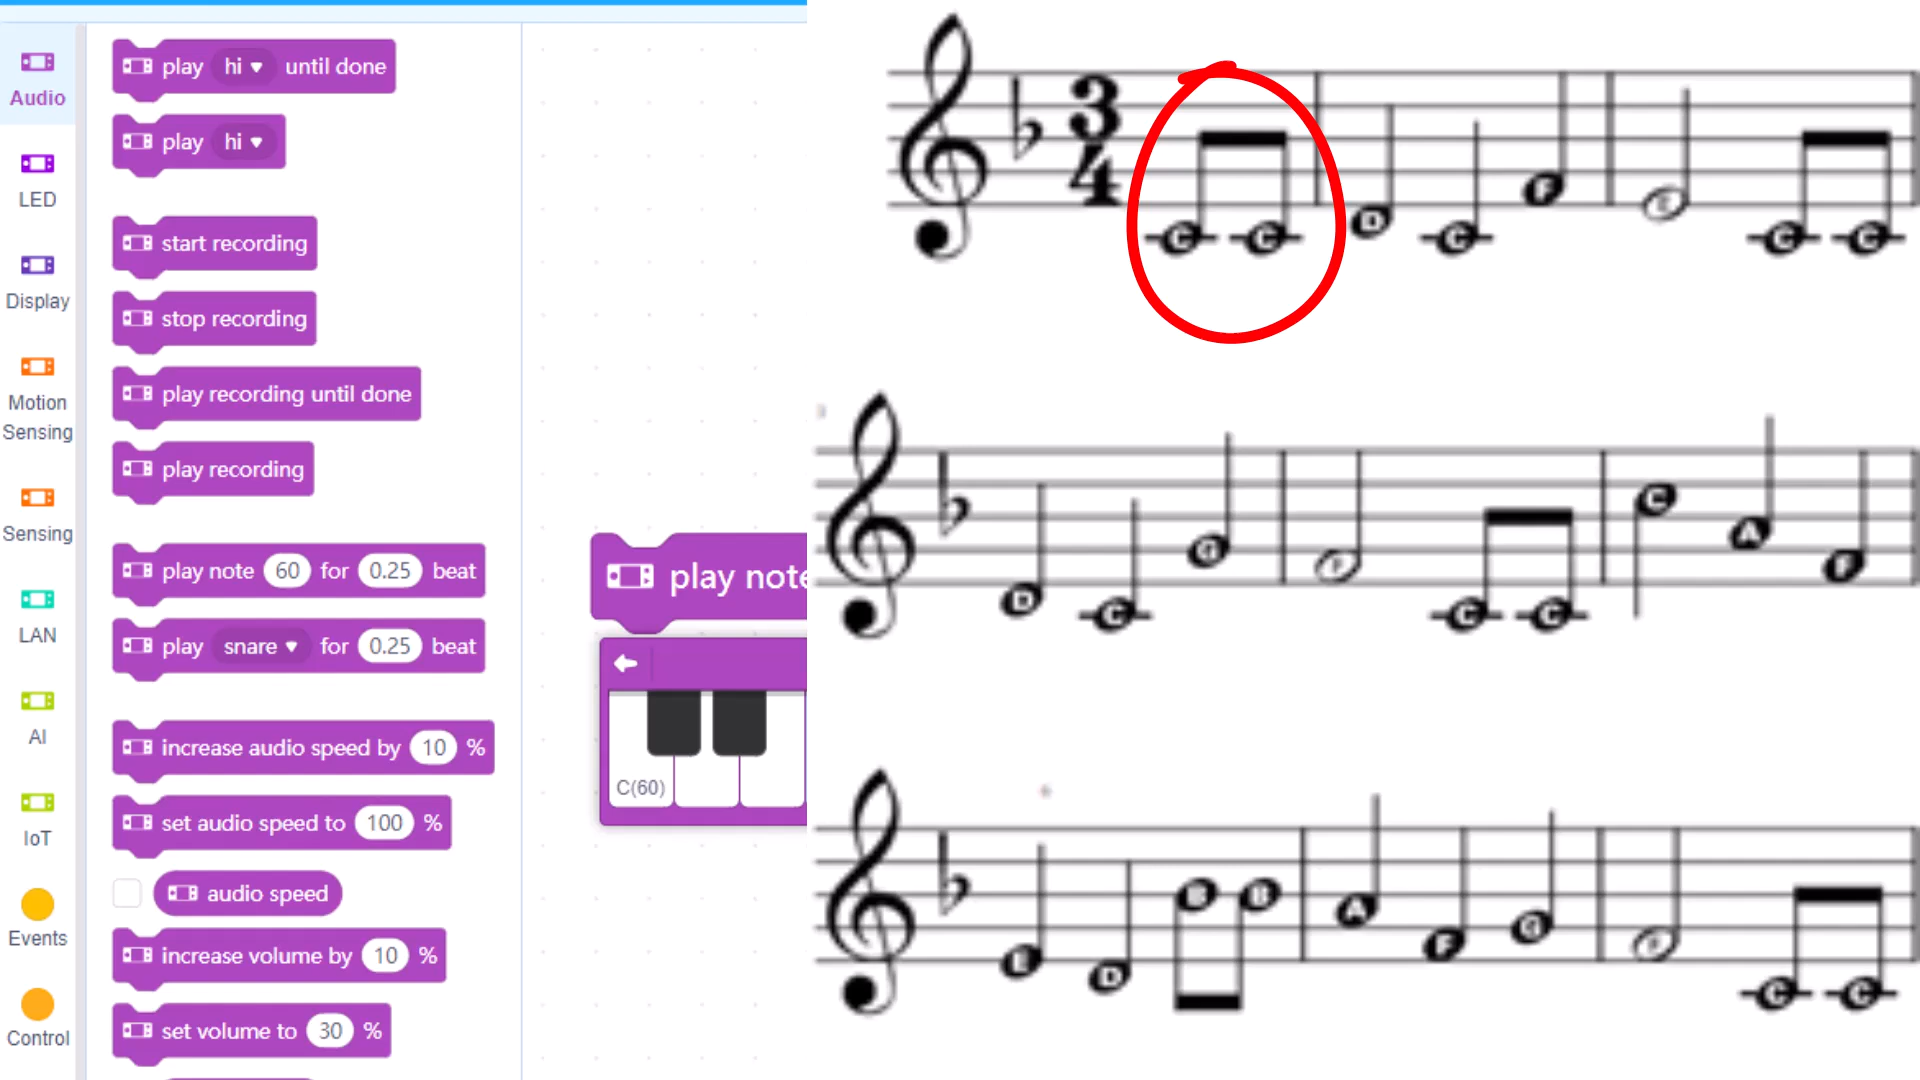 Audio
LED
Display
Motion
Sensing
Sensing
LAN
AI
IoT
Events
Control
play hi until done
play hi
start recording
stop recording
play recording until done
play recording
play note 60 for 0.25 beat
play snare for 0.25 beat
increase audio speed by 10 %
set audio speed to 100 %
audio speed
increase volume by 10 %
set volume to 30 %
play note
C(60)
3
4
C C D C F E C C
D C G F C C C A F
E D B B A F G F C C